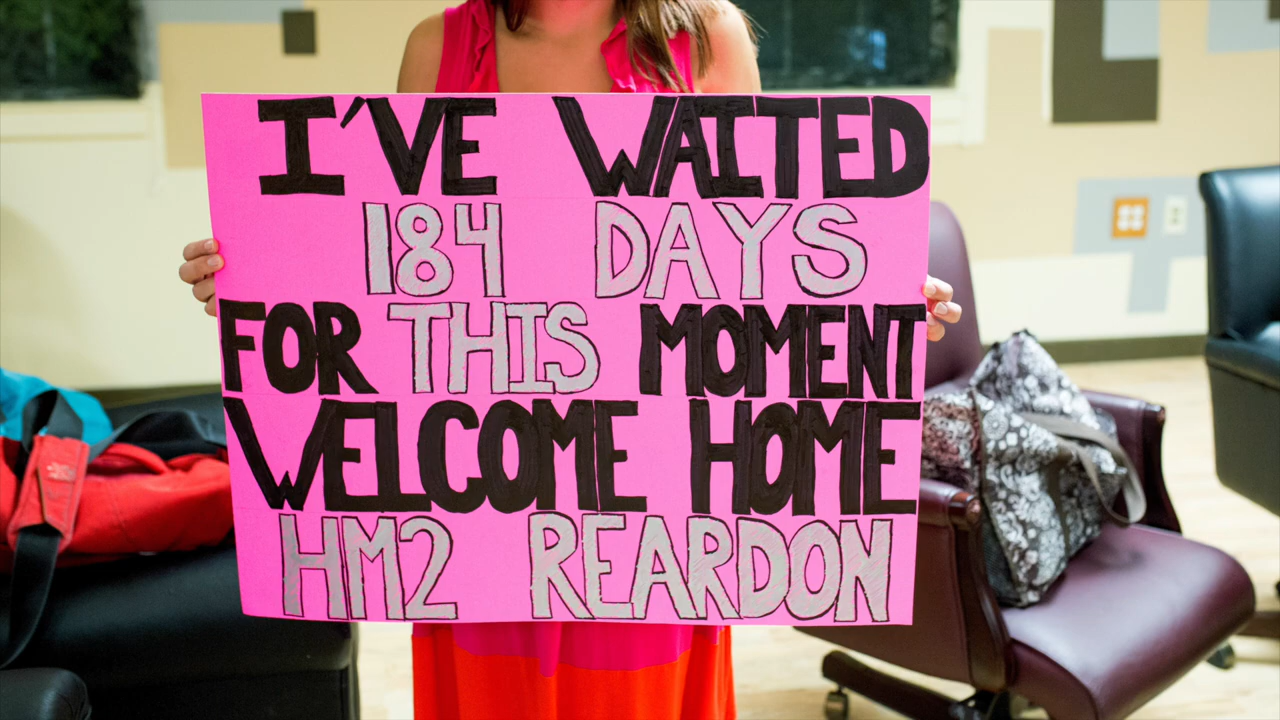 I'VE WAITED
184 DAYS
FOR THIS MOMENT
WELCOME HOME
HM2 REARDON